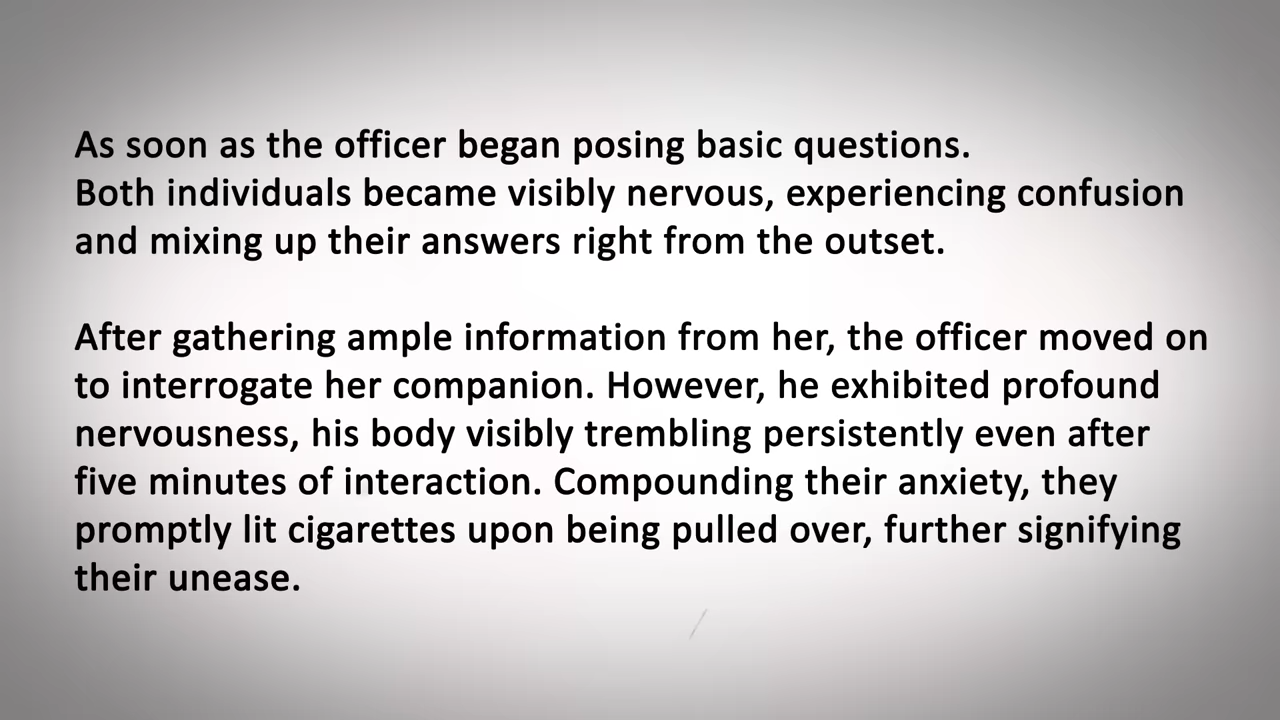 As soon as the officer began posing basic questions.
Both individuals became visibly nervous, experiencing confusion
and mixing up their answers right from the outset.
After gathering ample information from her, the officer moved on
to interrogate her companion. However, he exhibited profound
nervousness, his body visibly trembling persistently even after
five minutes of interaction. Compounding their anxiety, they
promptly lit cigarettes upon being pulled over, further signifying
their unease.